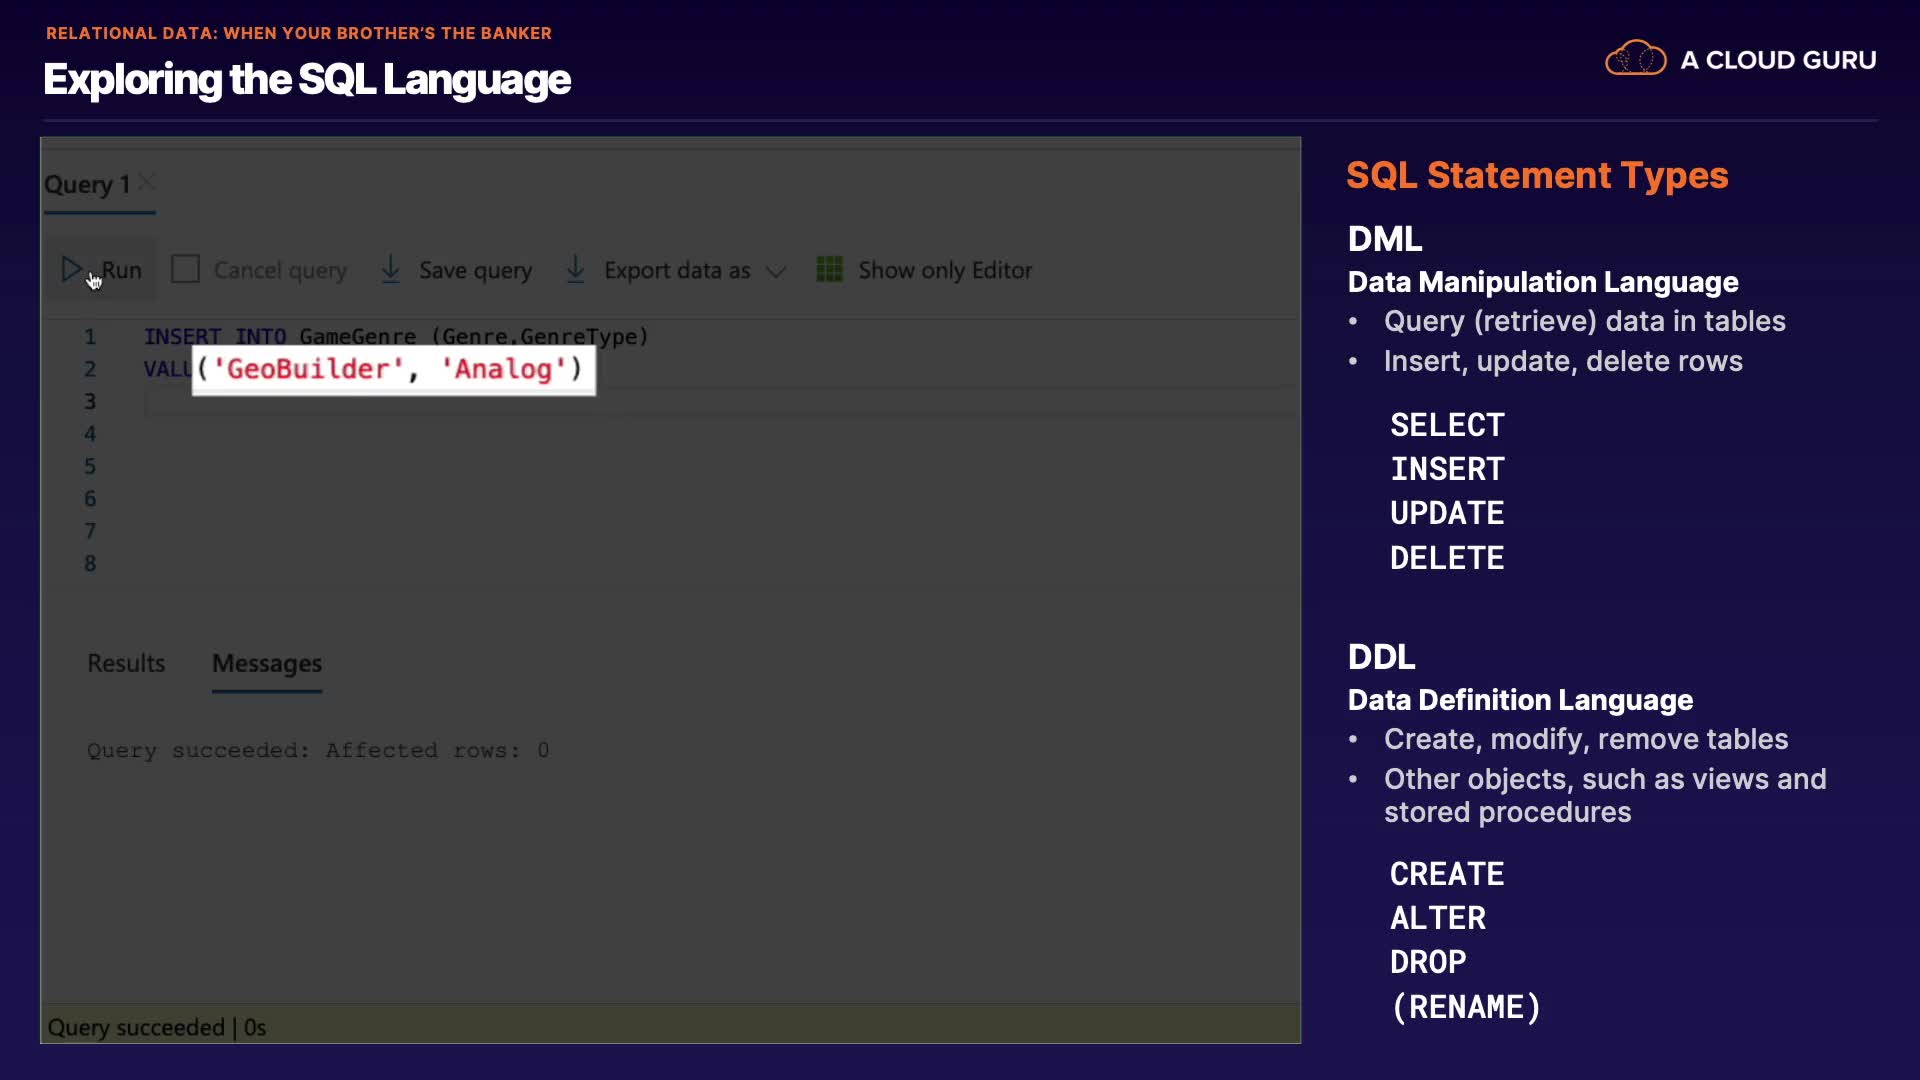 RELATIONAL DATA: WHEN YOUR BROTHER'S THE BANKER
Exploring the SQL Language
A CLOUD GURU
Query 1
Run
Cancel query
Save query
Export data as
Show only Editor
1 INSERT INTO GameGenre (Genre,GenreType)
2 VALU ('GeoBuilder', 'Analog')
3
4
5
6
7
8
Results
Messages
Query succeeded: Affected rows: 0
Query succeeded | 0s
SQL Statement Types
DML
Data Manipulation Language
• Query (retrieve) data in tables
• Insert, update, delete rows
SELECT
INSERT
UPDATE
DELETE
DDL
Data Definition Language
• Create, modify, remove tables
• Other objects, such as views and
stored procedures
CREATE
ALTER
DROP
(RENAME)